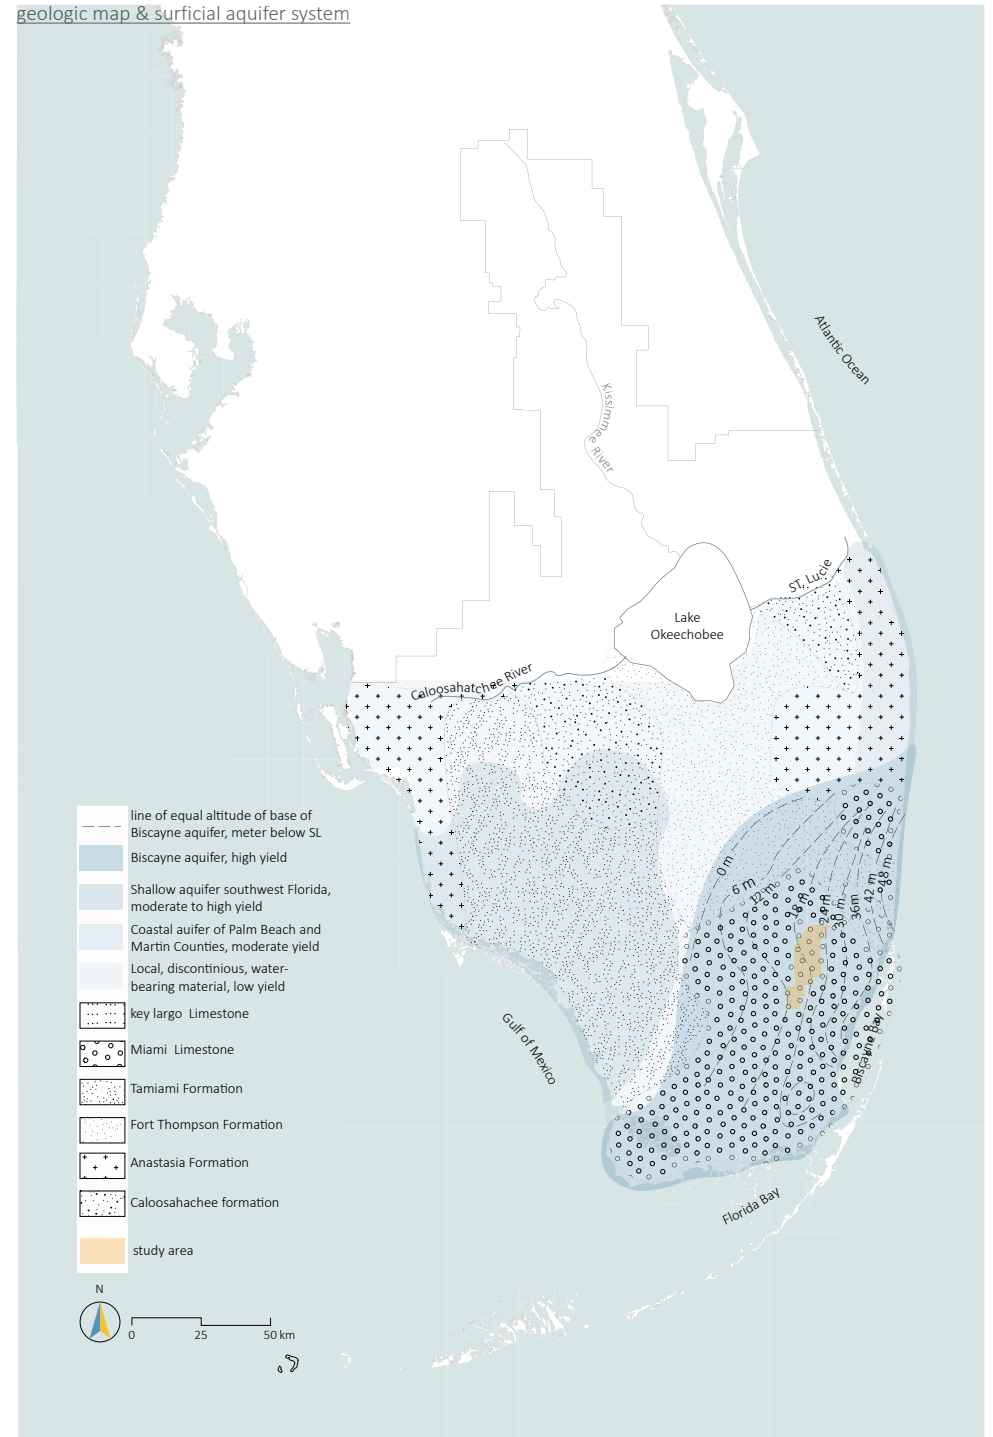 geologic map & surficial aquifer system
Atlantic Ocean
Kissimmee River
ST. Lucie
Lake
Okeechobee
Caloosahatchee River
line of equal altitude of base of
Biscayne aquifer, meter below SL
Biscayne aquifer, high yield
Shallow aquifer southwest Florida,
moderate to high yield
Coastal auifer of Palm Beach and
Martin Counties, moderate yield
Local, discontinious, water-
bearing material, low yield
key largo Limestone
Miami Limestone
Tamiami Formation
Fort Thompson Formation
Anastasia Formation
Caloosahachee formation
study area
0 m
6 m
12 m
18 m
24 m
30 m
36m
42 m
48 m
Gulf of Mexico
Biscayne Bay
Florida Bay
N
0 25 50 km